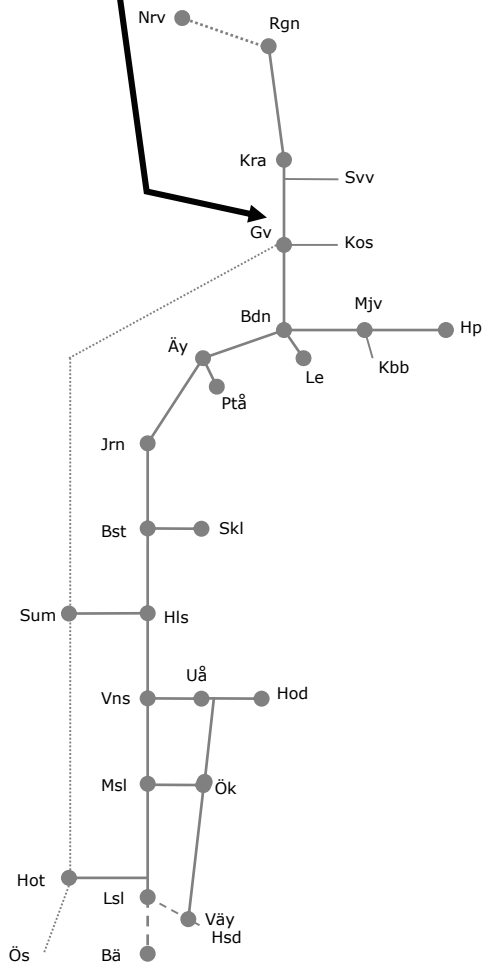 Nrv
Rgn
Kra
Svv
Gv
Kos
Bdn
Mjv
Hp
Äy
Le
Kbb
Ptå
Jrn
Bst
Skl
Sum
Hls
Uå
Vns
Hod
Msl
Ök
Hot
Lsl
Väy
Hsd
Ös
Bä